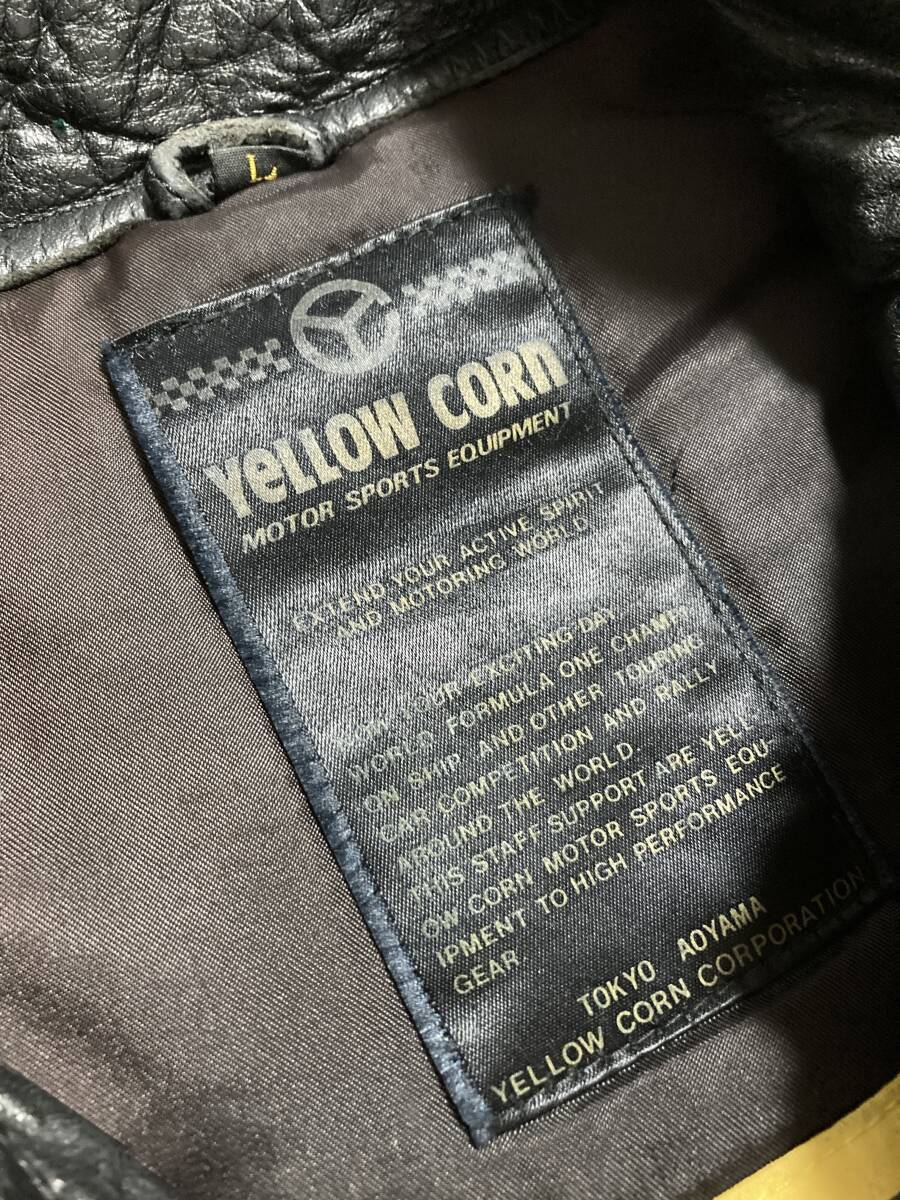 L
YeLLOW CORn
MOTOR SPORTS EQUIPMENT
EXTEND YOUR ACTIVE SPIRIT
AND MOTORING WORLD
YOUR EXCITING DAY
WORLD FORMULA ONE CHAMPI
ON SHIP AND OTHER TOURING
CAR COMPETITION AND RALLY
AROUND THE WORLD.
THIS STAFF SUPPORT ARE YELL-
OW CORN MOTOR SPORTS EQU-
IPMENT TO HIGH PERFORMANCE
GEAR
TOKYO AOYAMA
YELLOW CORN CORPORATION